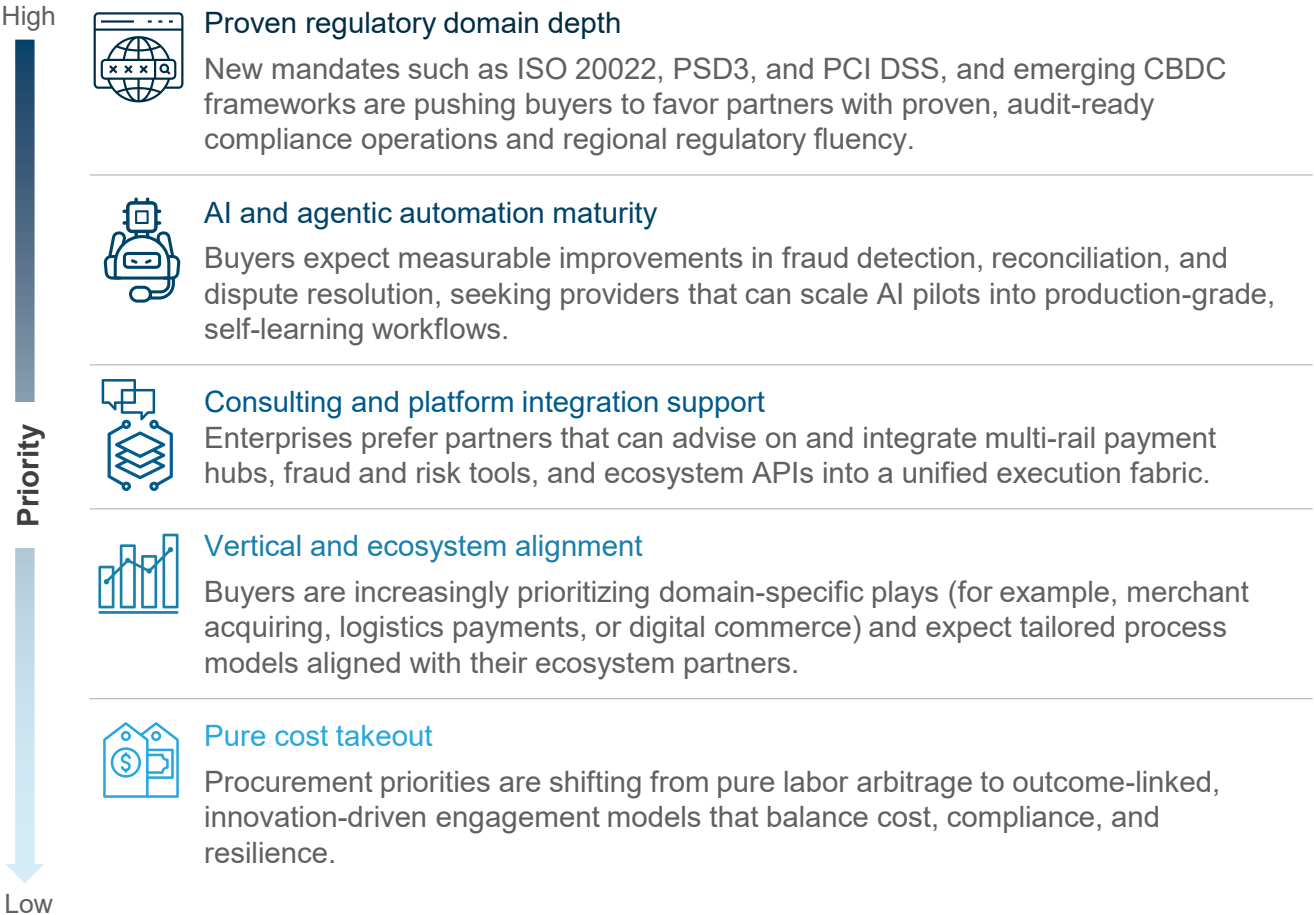 High
Proven regulatory domain depth
New mandates such as ISO 20022, PSD3, and PCI DSS, and emerging CBDC
frameworks are pushing buyers to favor partners with proven, audit-ready
compliance operations and regional regulatory fluency.
AI and agentic automation maturity
Buyers expect measurable improvements in fraud detection, reconciliation, and
dispute resolution, seeking providers that can scale AI pilots into production-grade,
self-learning workflows.
Priority
Consulting and platform integration support
Enterprises prefer partners that can advise on and integrate multi-rail payment
hubs, fraud and risk tools, and ecosystem APIs into a unified execution fabric.
Vertical and ecosystem alignment
Buyers are increasingly prioritizing domain-specific plays (for example, merchant
acquiring, logistics payments, or digital commerce) and expect tailored process
models aligned with their ecosystem partners.
Pure cost takeout
Procurement priorities are shifting from pure labor arbitrage to outcome-linked,
innovation-driven engagement models that balance cost, compliance, and
resilience.
Low